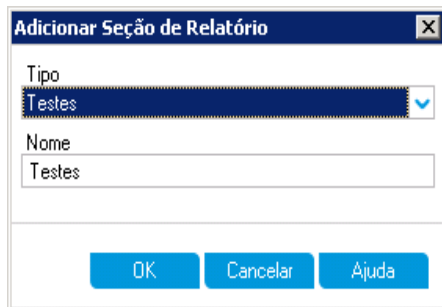 Adicionar Seção de Relatório
Tipo
Testes
Nome
Testes
OK Cancelar Ajuda